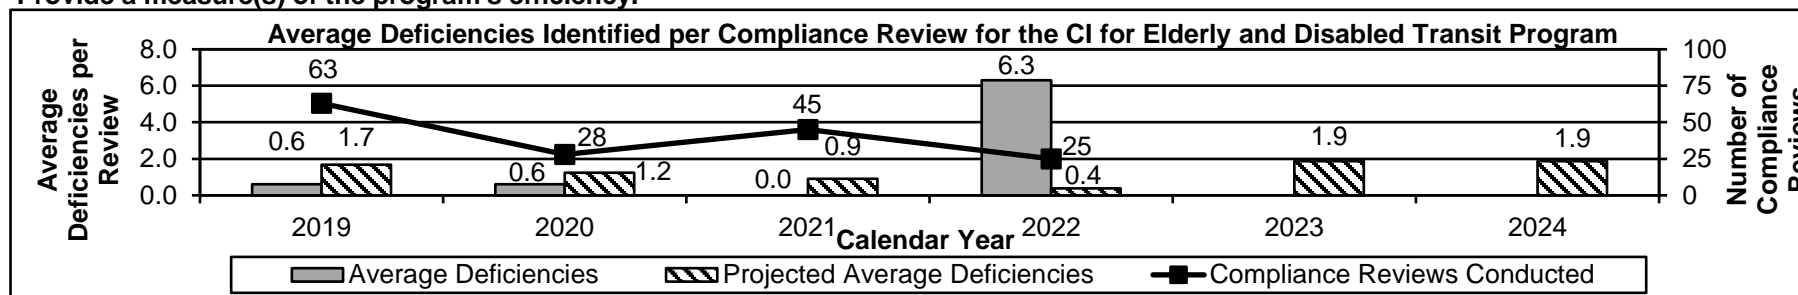 Provide a measure(s) of the program's efficiency.
Average Deficiencies Identified per Compliance Review for the CI for Elderly and Disabled Transit Program
Average
Deficiencies per
Review
8.0
6.0
4.0
2.0
0.0
63
0.6
1.7
28
0.6
1.2
45
0.0
0.9
6.3
25
0.4
1.9
1.9
100
75
50
25
0
Number of
Compliance
Reviews
2019
2020
2021
2022
2023
2024
Calendar Year
Average Deficiencies
Projected Average Deficiencies
Compliance Reviews Conducted